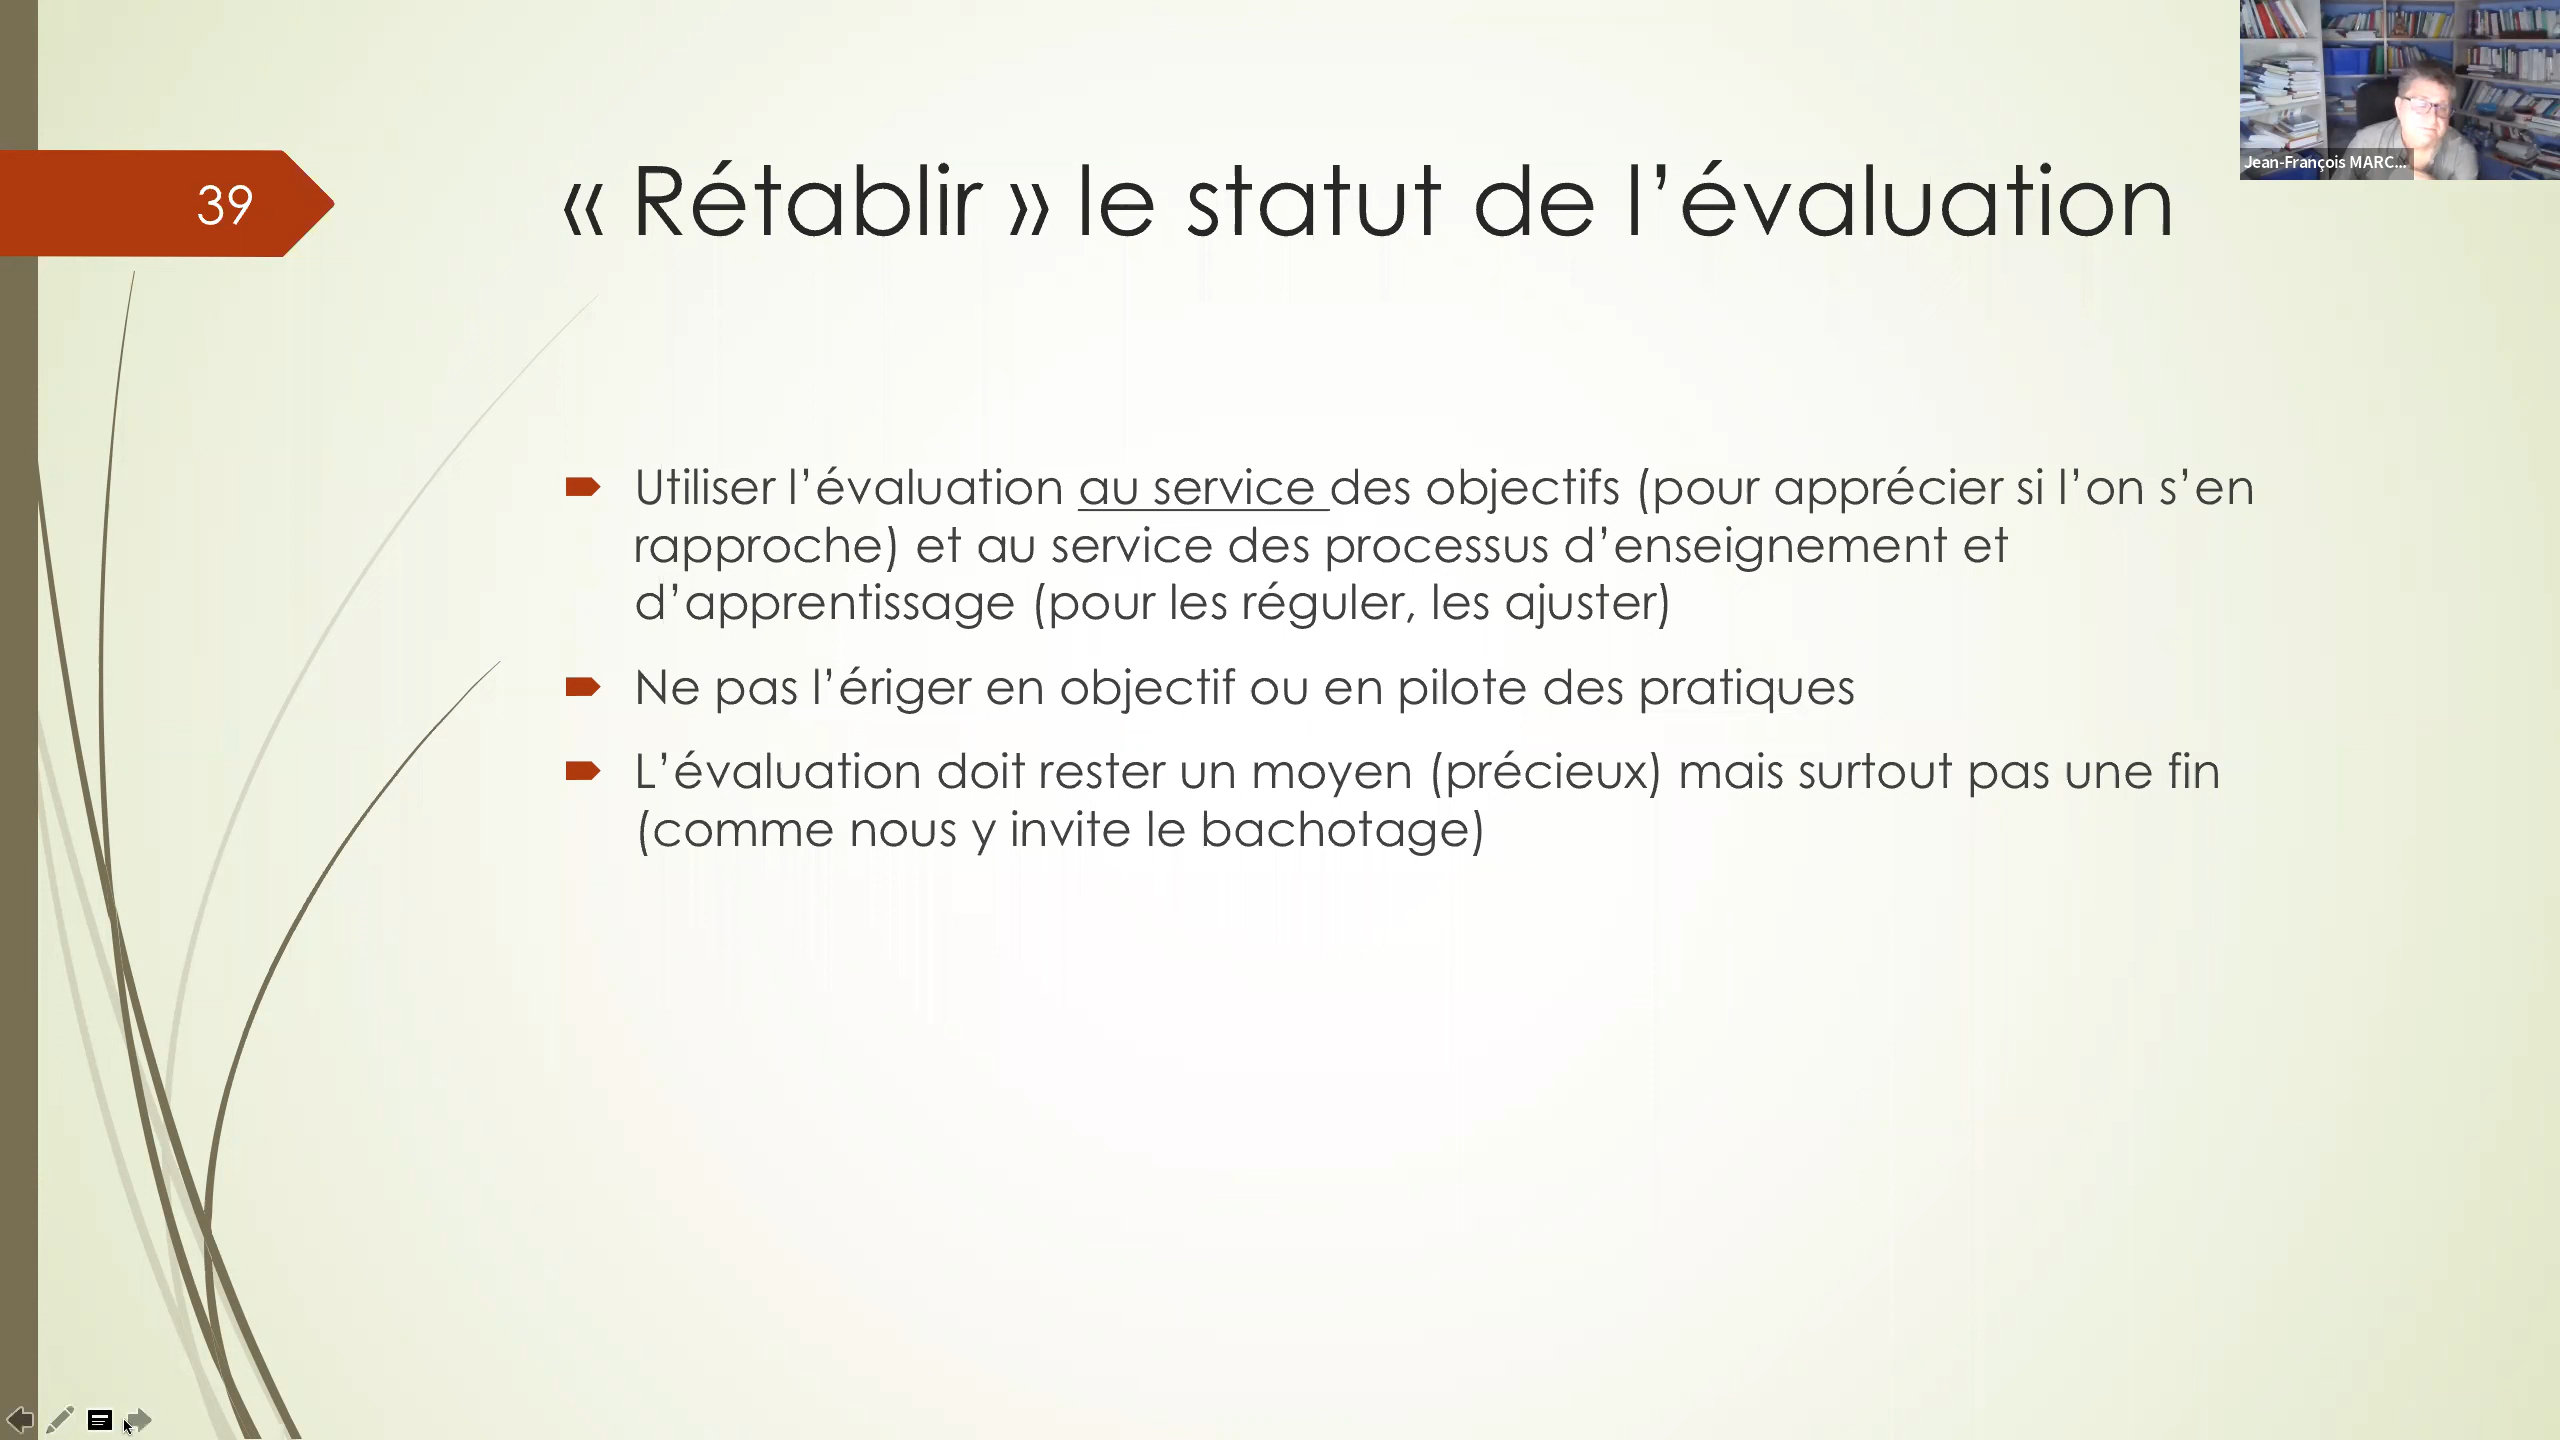 39
« Rétablir » le statut de l’évaluation
Jean-François MARC...
Utiliser l’évaluation au service des objectifs (pour apprécier si l’on s’en
rapproche) et au service des processus d’enseignement et
d’apprentissage (pour les réguler, les ajuster)
Ne pas l’ériger en objectif ou en pilote des pratiques
L’évaluation doit rester un moyen (précieux) mais surtout pas une fin
(comme nous y invite le bachotage)